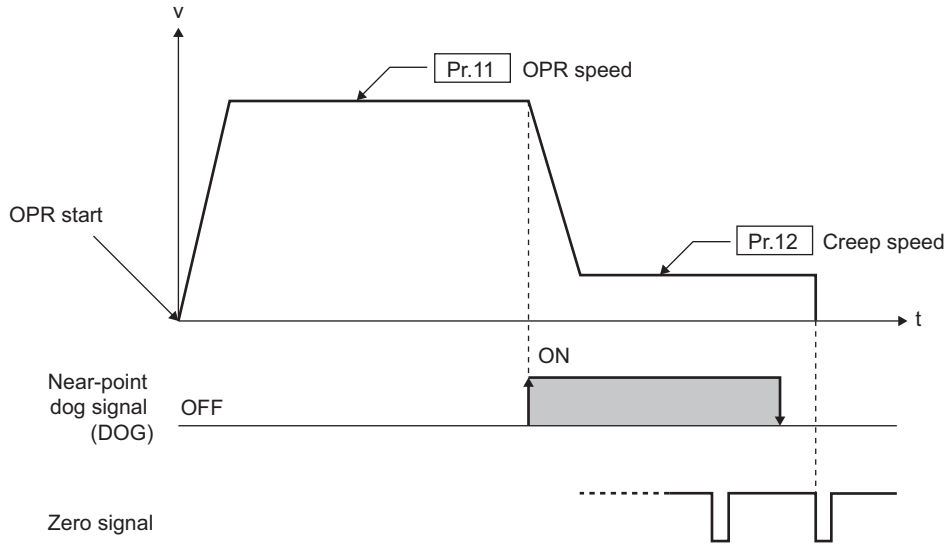 v
Pr.11 OPR speed
OPR start
Pr.12 Creep speed
t
ON
Near-point
dog signal
(DOG)
OFF
Zero signal